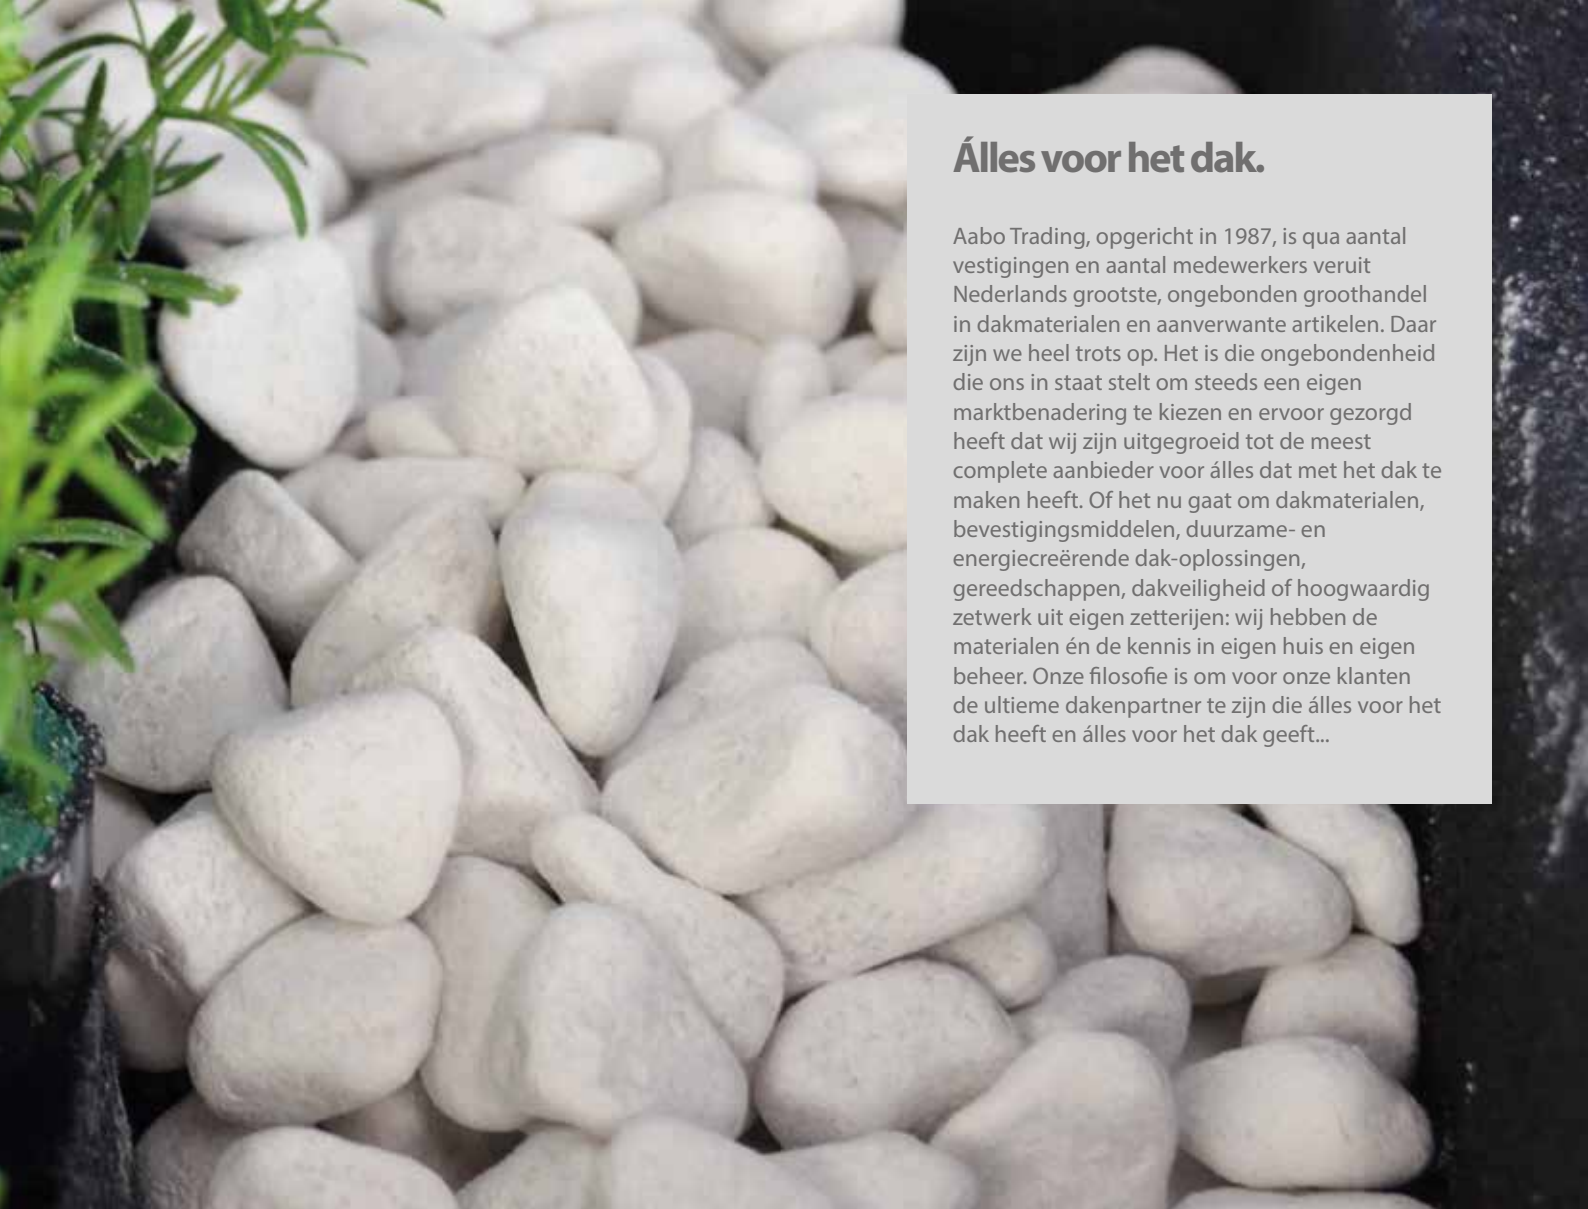 Álles voor het dak.
Aabo Trading, opgericht in 1987, is qua aantal
vestigingen en aantal medewerkers veruit
Nederlands grootste, ongebonden groothandel
in dakmaterialen en aanverwante artikelen. Daar
zijn we heel trots op. Het is die ongebondenheid
die ons in staat stelt om steeds een eigen
marktbenadering te kiezen en ervoor gezorgd
heeft dat wij zijn uitgegroeid tot de meest
complete aanbieder voor álles dat met het dak te
maken heeft. Of het nu gaat om dakmaterialen,
bevestigingsmiddelen, duurzame- en
energiecreërende dak-oplossingen,
gereedschappen, dakveiligheid of hoogwaardig
zetwerk uit eigen zetterijen: wij hebben de
materialen én de kennis in eigen huis en eigen
beheer. Onze filosofie is om voor onze klanten
de ultieme dakenpartner te zijn die álles voor het
dak heeft en álles voor het dak geeft...